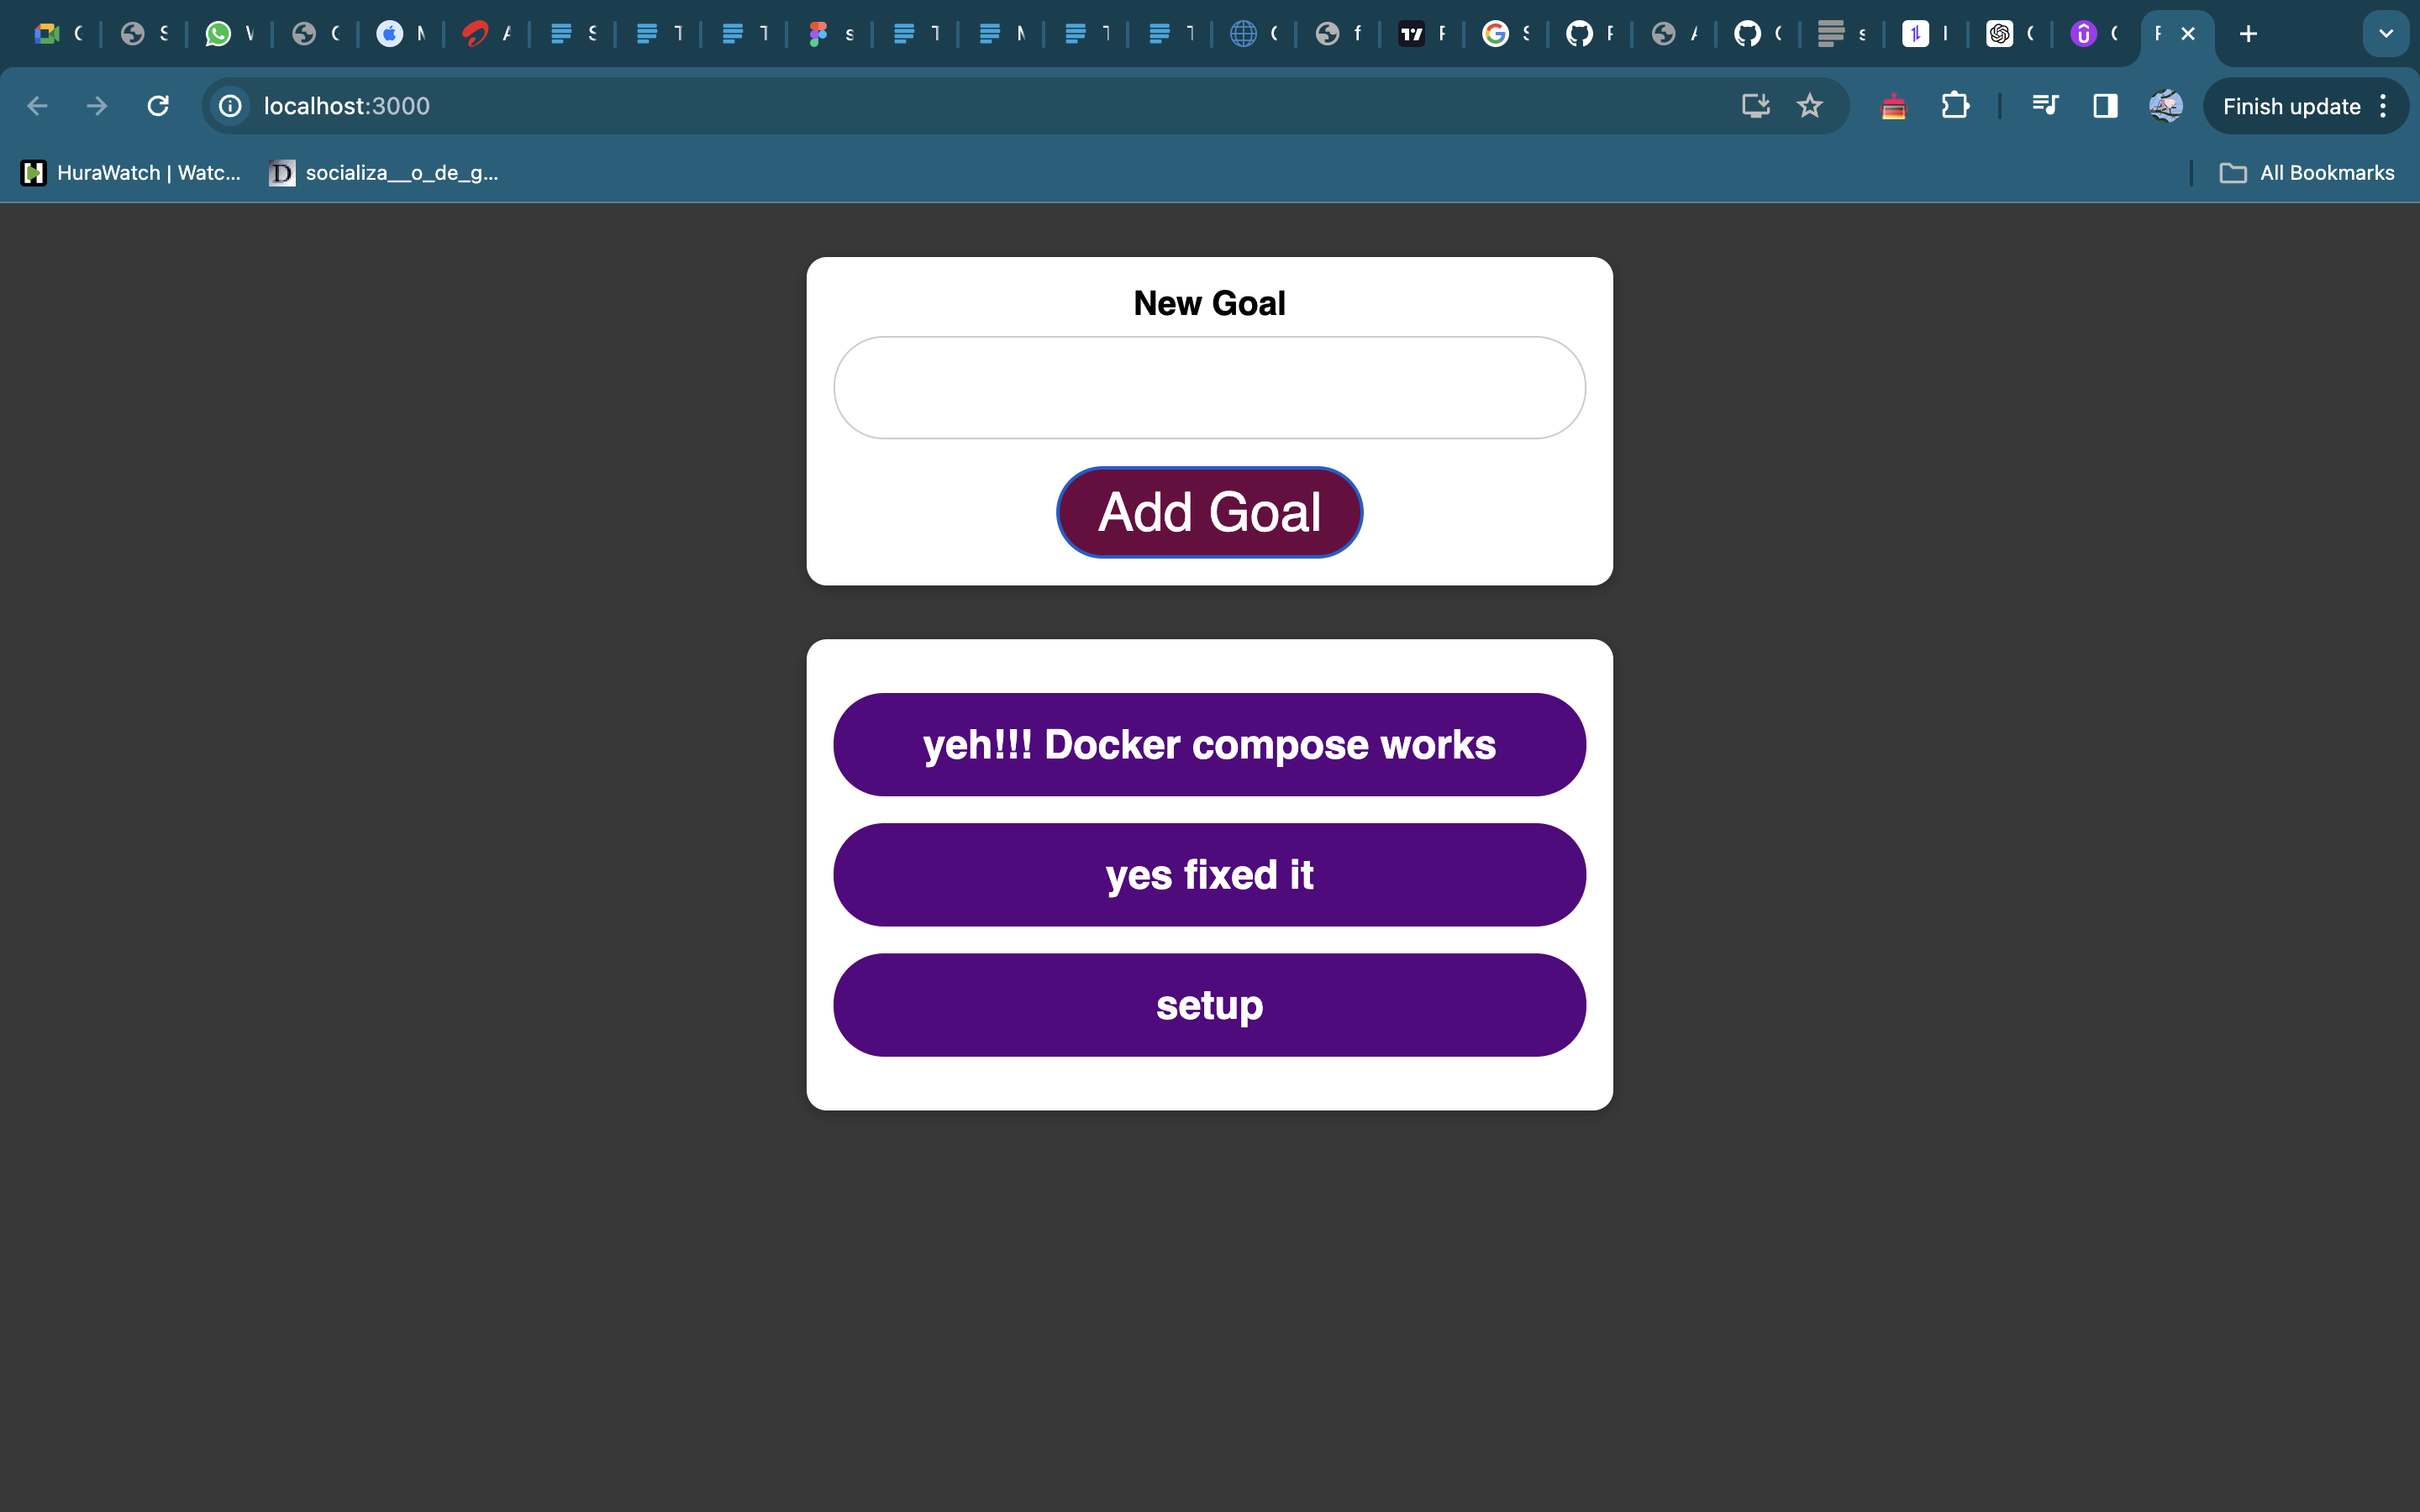 localhost:3000
Finish update
HuraWatch | Watc...
socializa__o_de_g...
All Bookmarks
New Goal
Add Goal
yeh!!! Docker compose works
yes fixed it
setup